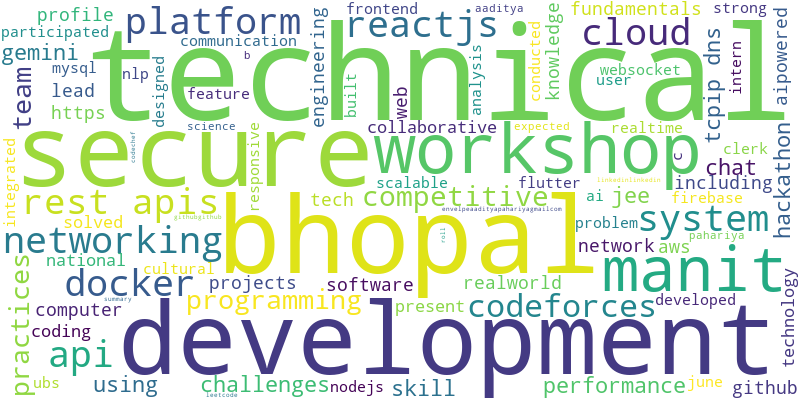 profile
platform
reactjs
frontend
aaditya
cloud
fundamentals
strong
participated
communication
gemini
technical
mysql
nlp
b
designed
team
lead
feature
https
science
codechef
engineering
built
analysis
web
conducted
knowledge
websocket
user
intern
tcpip dns
aipowered
hackathon
secure
workshop
collaborative
expected
realtime
c
chat
clerk
integrated
responsive
scalable
flutter
linkedinlinkedin
including
rest apis
tech
competitive
ai
jee
firebase
solved
githubgithub
envelpeaadityapahariyagmailcom
problem
system
networking
bhopal
roll
network
aws
pahariya
national
cultural
manit
docker
projects
software
realworld
practices
summary
programming
present
codeforces
developed
technology
computer
coding
development
api
ubs
using
challenges
nodejs
skill
performance
june
github
leetcode